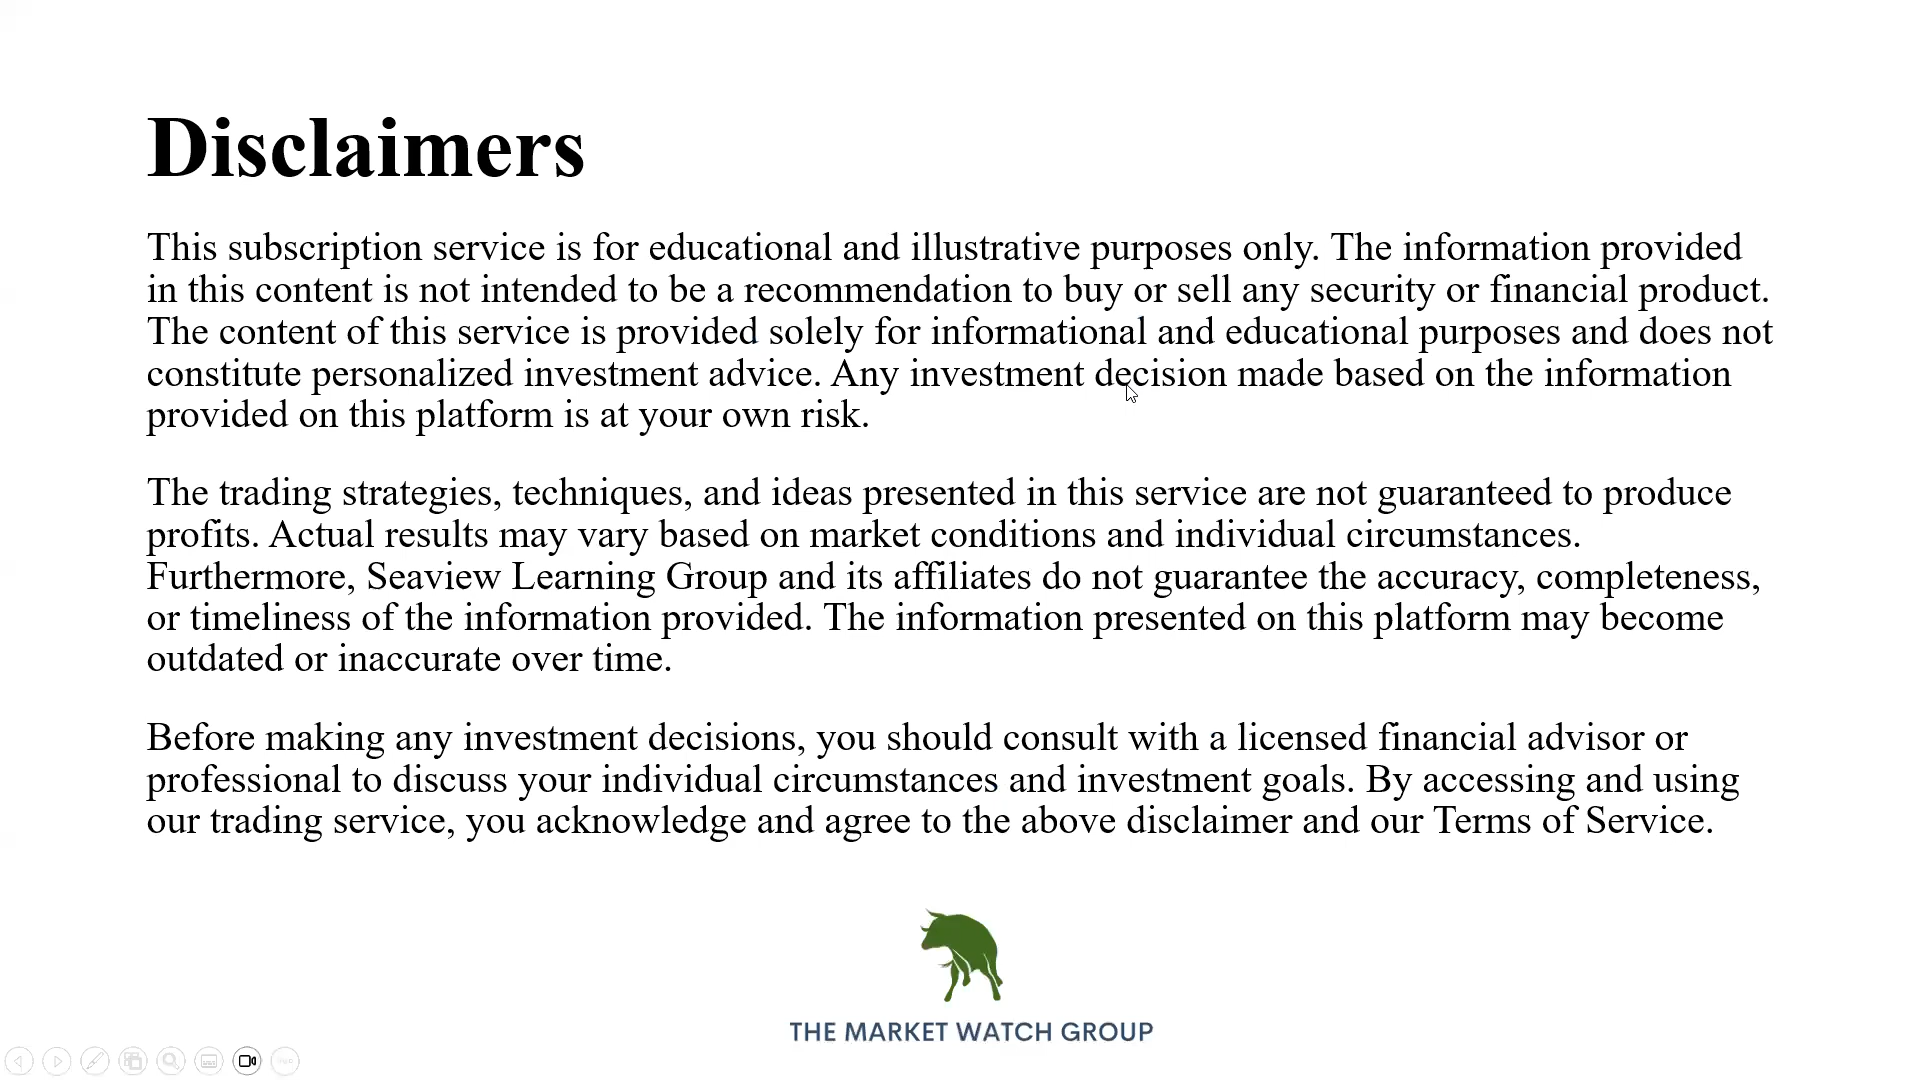 Disclaimers
This subscription service is for educational and illustrative purposes only. The information provided
in this content is not intended to be a recommendation to buy or sell any security or financial product.
The content of this service is provided solely for informational and educational purposes and does not
constitute personalized investment advice. Any investment decision made based on the information
provided on this platform is at your own risk.
The trading strategies, techniques, and ideas presented in this service are not guaranteed to produce
profits. Actual results may vary based on market conditions and individual circumstances.
Furthermore, Seaview Learning Group and its affiliates do not guarantee the accuracy, completeness,
or timeliness of the information provided. The information presented on this platform may become
outdated or inaccurate over time.
Before making any investment decisions, you should consult with a licensed financial advisor or
professional to discuss your individual circumstances and investment goals. By accessing and using
our trading service, you acknowledge and agree to the above disclaimer and our Terms of Service.
THE MARKET WATCH GROUP